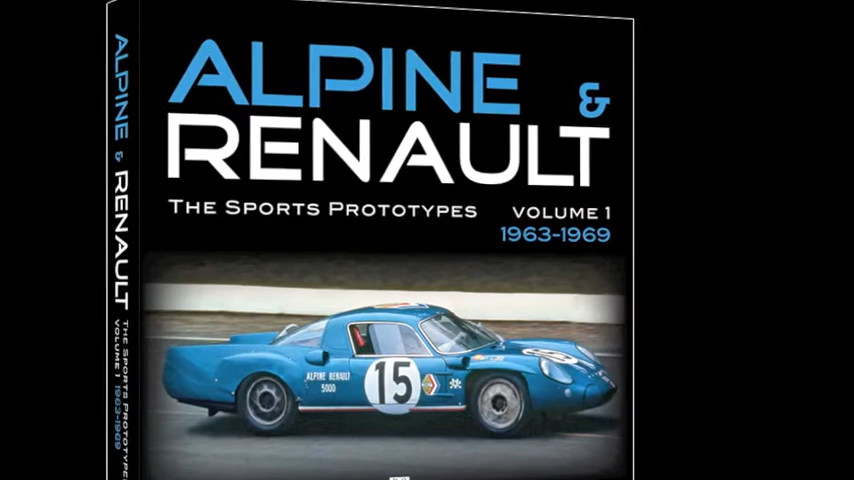 ALPINE &
RENAULT
THE SPORTS PROTOTYPES VOLUME 1
1963-1969
ALPINE & RENAULT THE SPORTS PROTOTYPES VOLUME 1 1963-1969
ALPINE RENAULT
5000
15